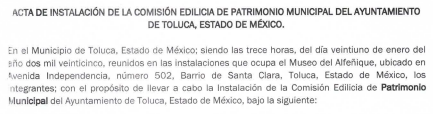 ACTA DE INSTALACIÓN DE LA COMISIÓN EDILICIA DE PATRIMONIO MUNICIPAL DEL AYUNTAMIENTO
DE TOLUCA, ESTADO DE MÉXICO.
En el Municipio de Toluca, Estado de México; siendo las trece horas, del día veintiuno de enero del
año dos mil veinticinco, reunidos en las instalaciones que ocupa el Museo del Alfeñique, ubicado en
Avenida Independencia, número 502, Barrio de Santa Clara, Toluca, Estado de México, los
integrantes; con el propósito de llevar a cabo la Instalación de la Comisión Edilicia de Patrimonio
Municipal del Ayuntamiento de Toluca, Estado de México, bajo la siguiente: